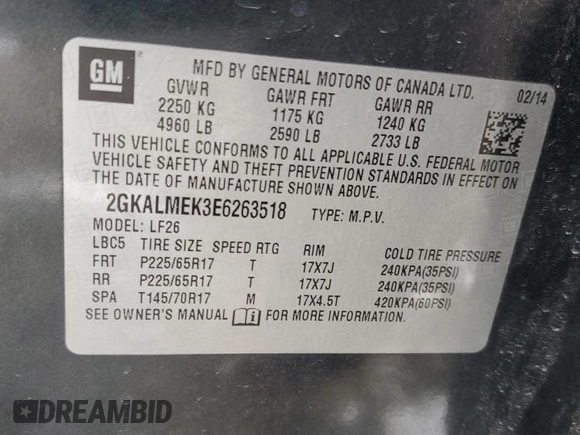 GM
MFD BY GENERAL MOTORS OF CANADA LTD.
02/14
GVWR GAWR FRT GAWR RR
2250 KG 1175 KG 1240 KG
4960 LB 2590 LB 2733 LB
THIS VEHICLE CONFORMS TO ALL APPLICABLE U.S. FEDERAL MOTOR
VEHICLE SAFETY AND THEFT PREVENTION STANDARDS IN EFFECT ON
THE DATE OF MANUFACTURE SHOWN ABOVE.
2GKALMEK3E6263518 TYPE: M.P.V.
MODEL: LF26
LBC5 TIRE SIZE SPEED RTG RIM COLD TIRE PRESSURE
FRT P225/65R17 T 17X7J 240KPA(35PSI)
RR P225/65R17 T 17X7J 240KPA(35PSI)
SPA T145/70R17 M 17X4.5T 420KPA(60PSI)
SEE OWNER'S MANUAL FOR MORE INFORMATION.
DREAMBID